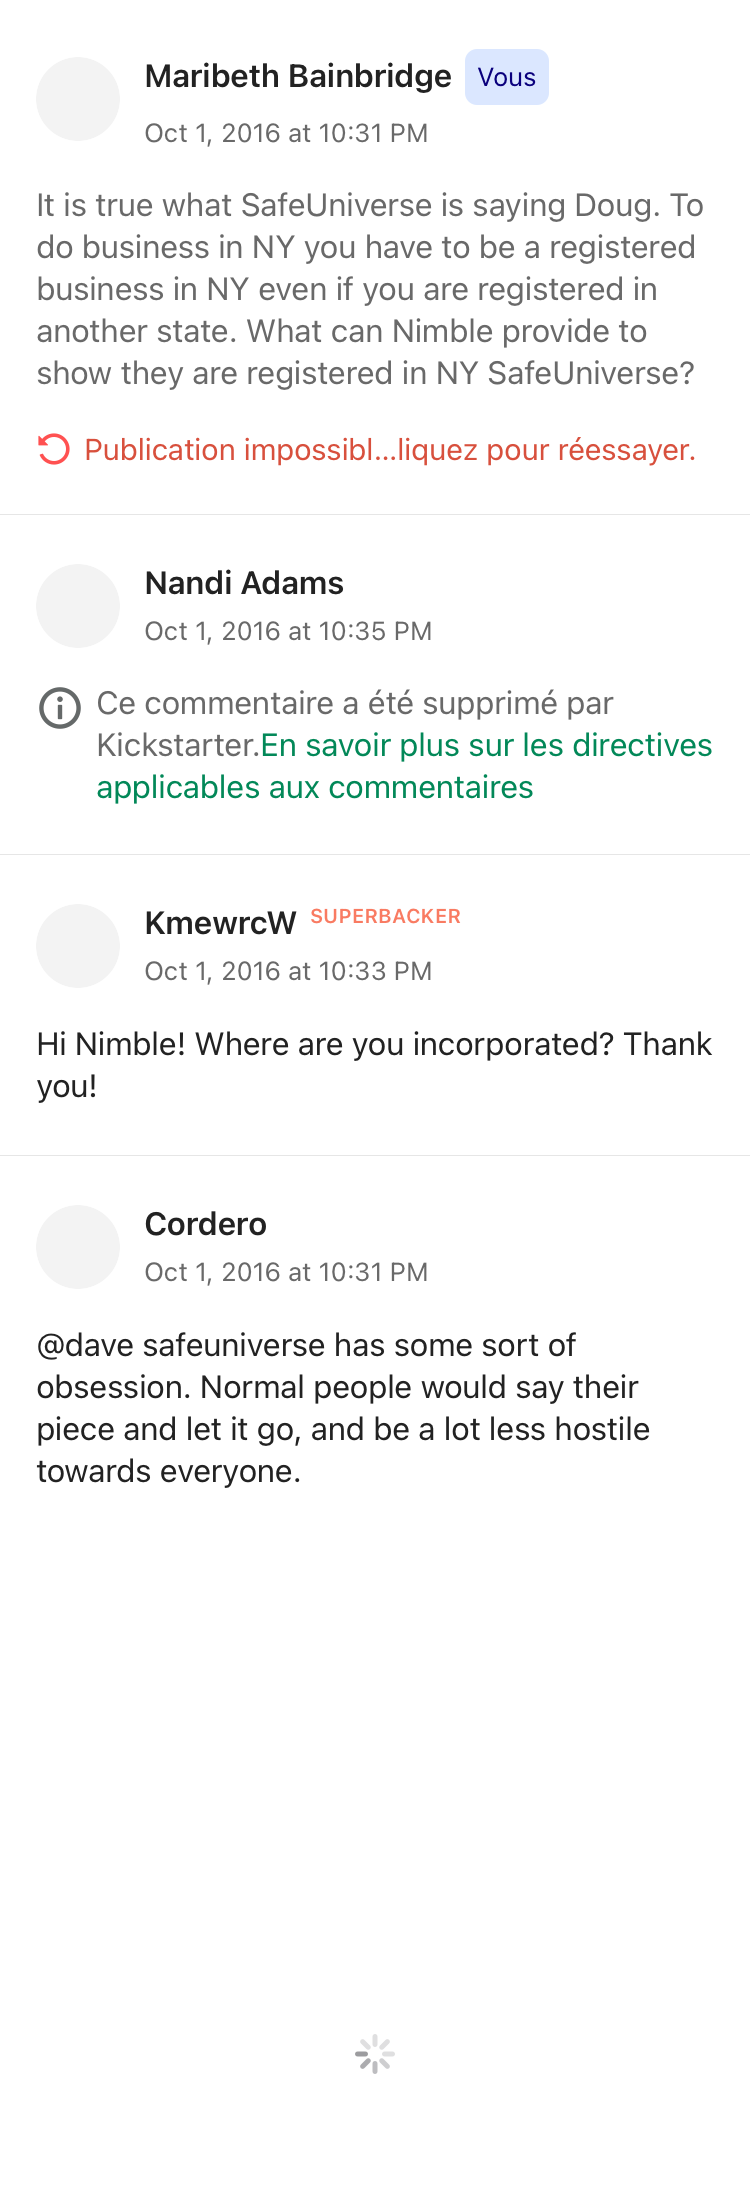 Maribeth Bainbridge Vous
Oct 1, 2016 at 10:31 PM
It is true what SafeUniverse is saying Doug. To
do business in NY you have to be a registered
business in NY even if you are registered in
another state. What can Nimble provide to
show they are registered in NY SafeUniverse?
Publication impossibl...liquez pour réessayer.
Nandi Adams
Oct 1, 2016 at 10:35 PM
Ce commentaire a été supprimé par
Kickstarter.En savoir plus sur les directives
applicables aux commentaires
KmewrcW SUPERBACKER
Oct 1, 2016 at 10:33 PM
Hi Nimble! Where are you incorporated? Thank
you!
Cordero
Oct 1, 2016 at 10:31 PM
@dave safeuniverse has some sort of
obsession. Normal people would say their
piece and let it go, and be a lot less hostile
towards everyone.